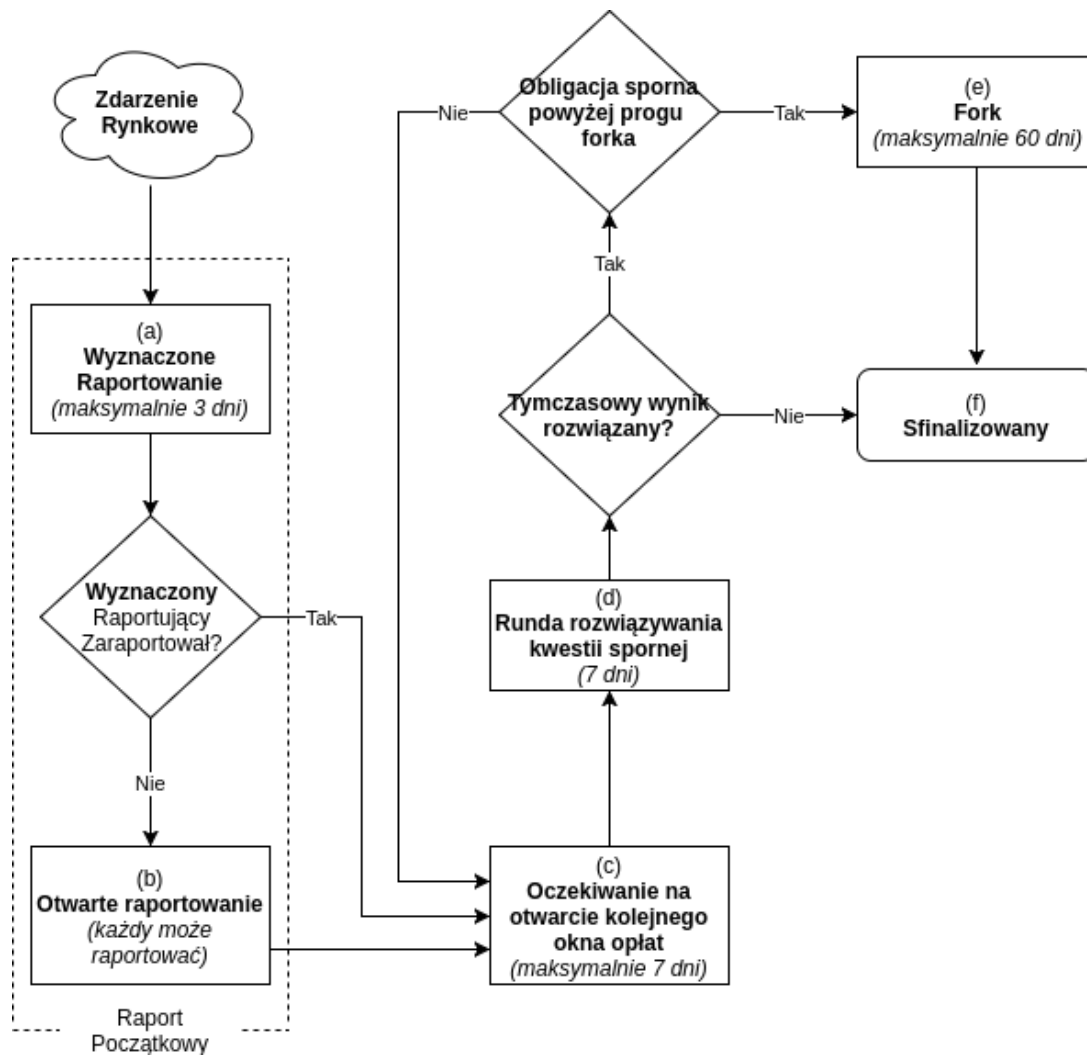 Zdarzenie
Rynkowe
(a)
Wyznaczone
Raportowanie
(maksymalnie 3 dni)
Wyznaczony
Raportujący
Zaraportował?
Tak
Nie
(b)
Otwarte raportowanie
(każdy może
raportować)
Raport
Początkowy
(c)
Oczekiwanie na
otwarcie kolejnego
okna opłat
(maksymalnie 7 dni)
(d)
Runda rozwiązywania
kwestii spornej
(7 dni)
Tymczasowy wynik
rozwiązany?
Tak
Nie
Obligacja sporna
powyżej progu
forka
Nie
Tak
(e)
Fork
(maksymalnie 60 dni)
(f)
Sfinalizowany